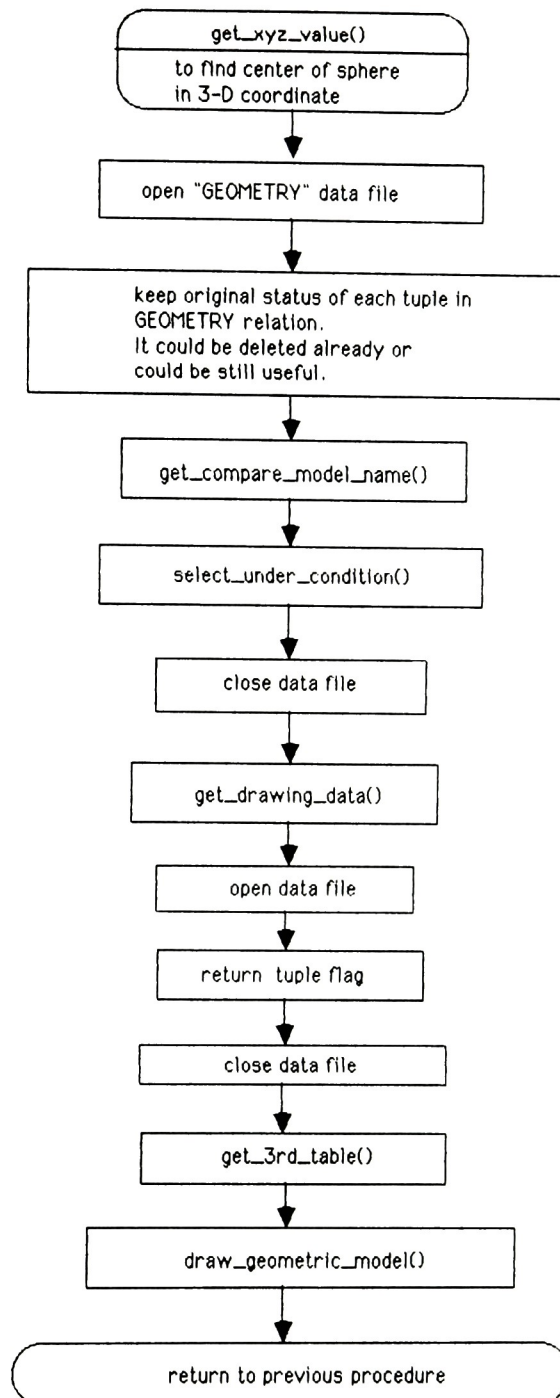 get_xyz_value()
to find center of sphere
in 3-D coordinate
open "GEOMETRY" data file
keep original status of each tuple in
GEOMETRY relation.
It could be deleted already or
could be still useful.
get_compare_model_name()
select_under_condition()
close data file
get_drawing_data()
open data file
return tuple flag
close data file
get_3rd_table()
draw_geometric_model()
return to previous procedure